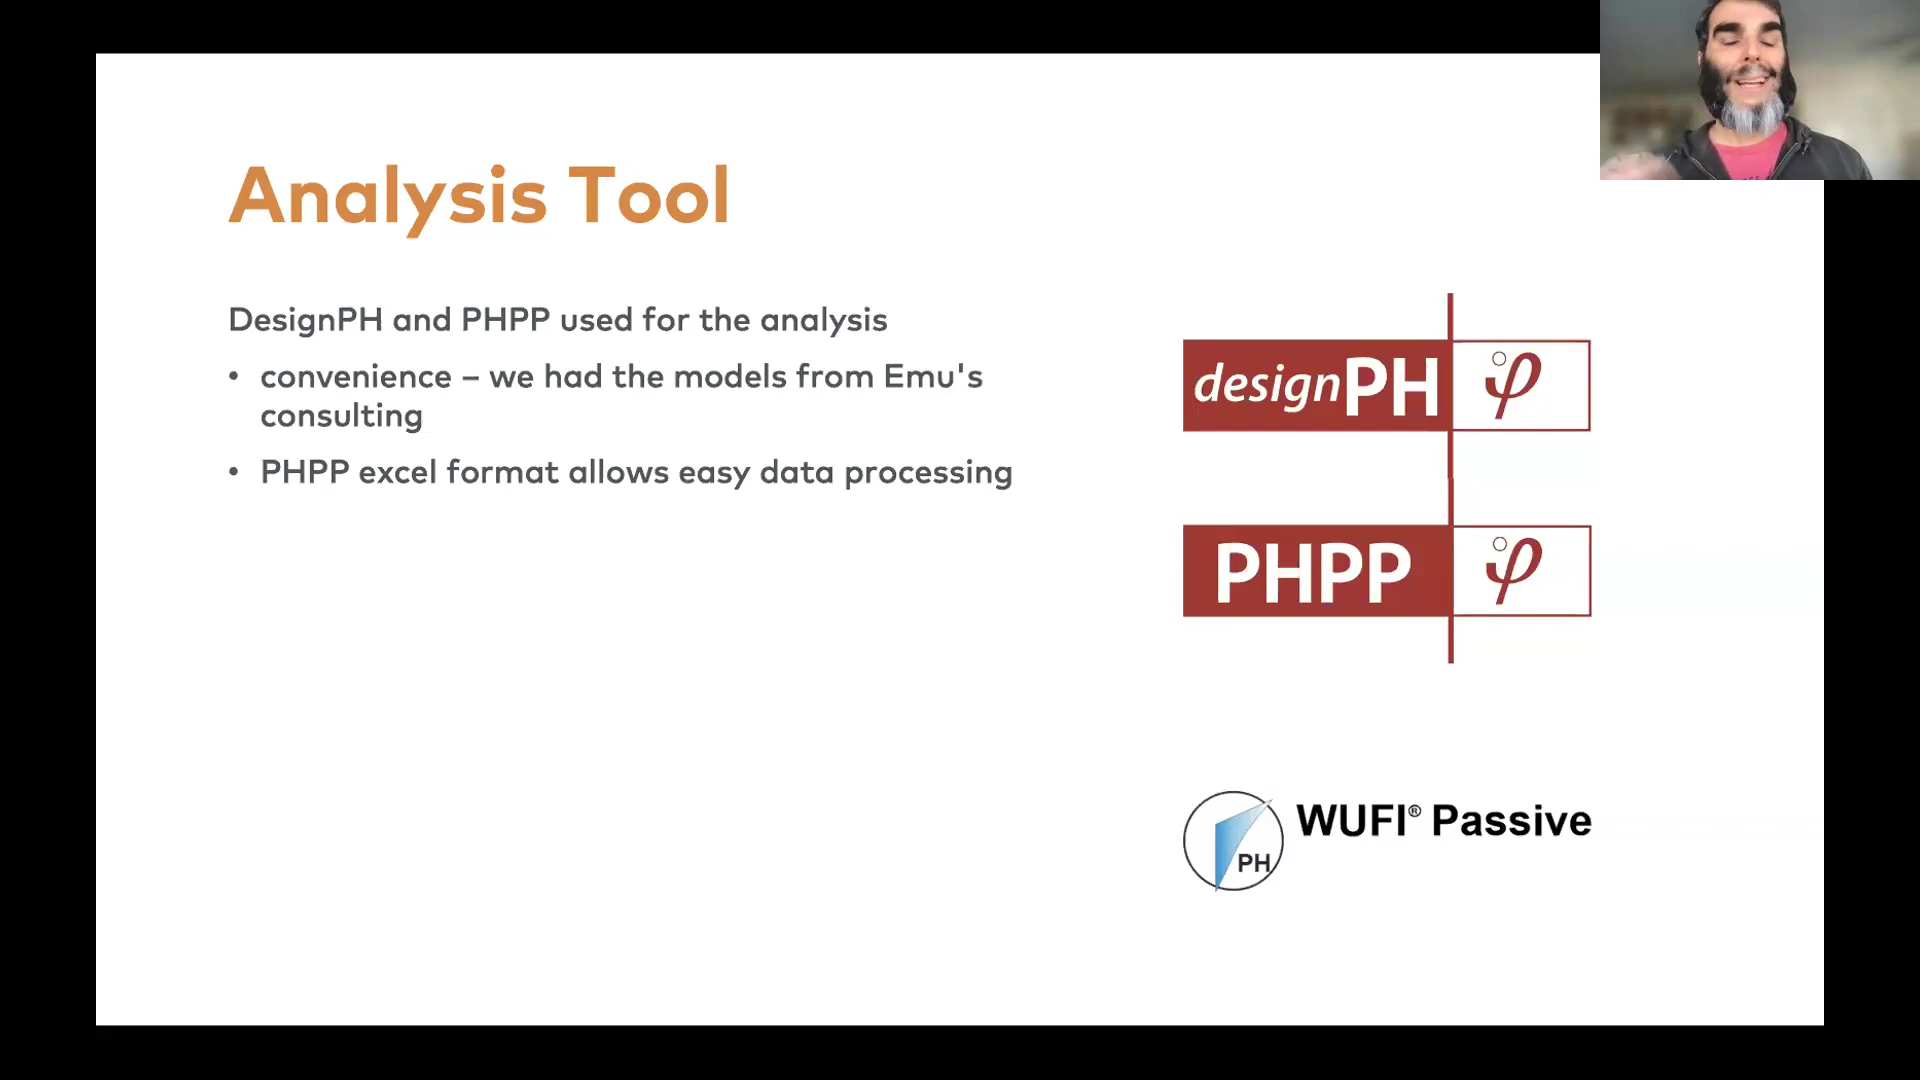 Analysis Tool
DesignPH and PHPP used for the analysis
• convenience – we had the models from Emu's
consulting
• PHPP excel format allows easy data processing
designPH
PHPP
WUFI® Passive
PH